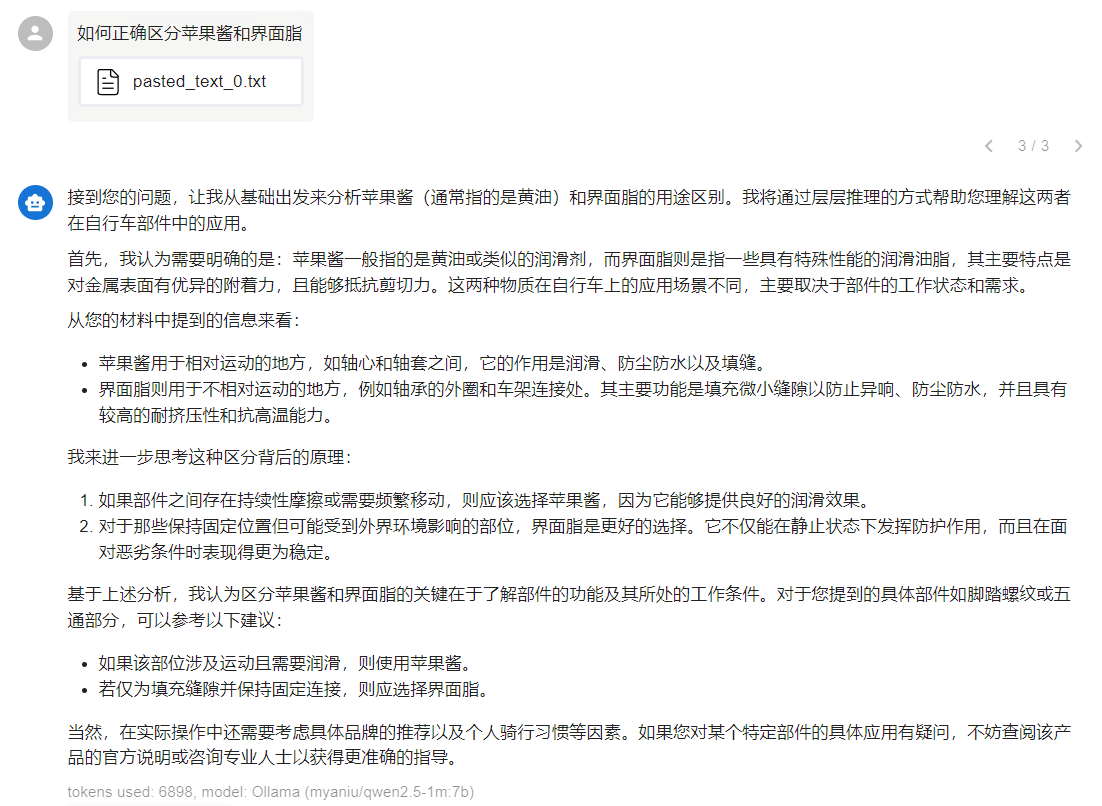 如何正确区分苹果酱和界面脂
pasted_text_0.txt
3 / 3
接到您的问题，让我从基础出发来分析苹果酱（通常指的是黄油）和界面脂的用途区别。我将通过层层推理的方式帮助您理解这两者
在自行车部件中的应用。
首先，我认为需要明确的是：苹果酱一般指的是黄油或类似的润滑剂，而界面脂则是指一些具有特殊性能的润滑油脂，其主要特点是
对金属表面有优异的附着力，且能够抵抗剪切力。这两种物质在自行车上的应用场景不同，主要取决于部件的工作状态和需求。
从您的材料中提到的信息来看：
• 苹果酱用于相对运动的地方，如轴心和轴套之间，它的作用是润滑、防尘防水以及填缝。
• 界面脂则用于不相对运动的地方，例如轴承的外圈和车架连接处。其主要功能是填充微小缝隙以防止异响、防尘防水，并且具有
较高的耐挤压性和抗高温能力。
我来进一步思考这种区分背后的原理：
1. 如果部件之间存在持续性摩擦或需要频繁移动，则应该选择苹果酱，因为它能够提供良好的润滑效果。
2. 对于那些保持固定位置但可能受到外界环境影响的部位，界面脂是更好的选择。它不仅能在静止状态下发挥防护作用，而且在面
对恶劣条件时表现得更为稳定。
基于上述分析，我认为区分苹果酱和界面脂的关键在于了解部件的功能及其所处的工作条件。对于您提到的具体部件如脚踏螺纹或五
通部分，可以参考以下建议：
• 如果该部位涉及运动且需要润滑，则使用苹果酱。
• 若仅为填充缝隙并保持固定连接，则应选择界面脂。
当然，在实际操作中还需要考虑具体品牌的推荐以及个人骑行习惯等因素。如果您对某个特定部件的具体应用有疑问，不妨查阅该产
品的官方说明或咨询专业人士以获得更准确的指导。
tokens used: 6898, model: Ollama (myaniu/qwen2.5-1m:7b)